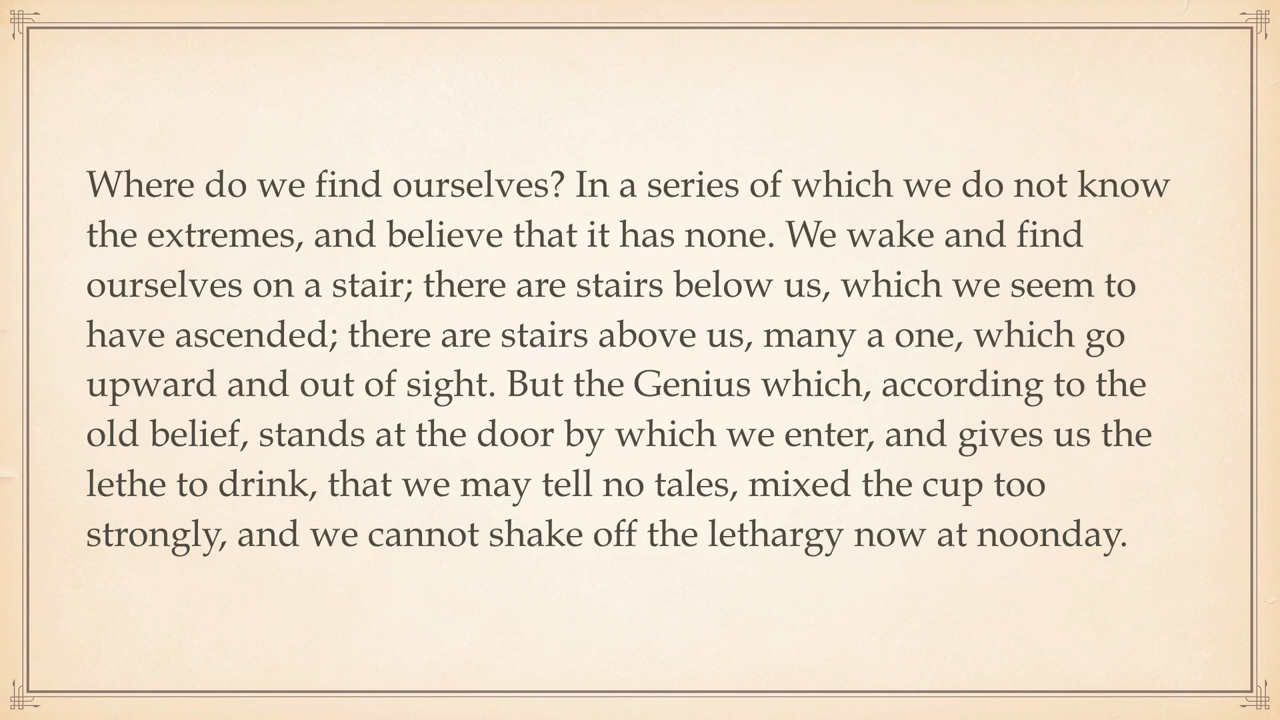 Where do we find ourselves? In a series of which we do not know
the extremes, and believe that it has none. We wake and find
ourselves on a stair; there are stairs below us, which we seem to
have ascended; there are stairs above us, many a one, which go
upward and out of sight. But the Genius which, according to the
old belief, stands at the door by which we enter, and gives us the
lethe to drink, that we may tell no tales, mixed the cup too
strongly, and we cannot shake off the lethargy now at noonday.